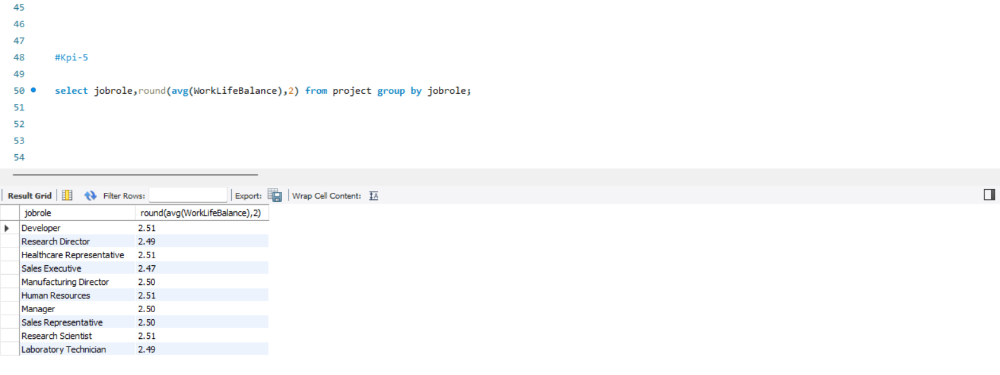 45
46
47
48 #Kpi-5
49
50 select jobrole,round(avg(WorkLifeBalance),2) from project group by jobrole;
51
52
53
54
Result Grid Filter Rows: Export: Wrap Cell Content: IA
jobrole round(avg(WorkLifeBalance),2)
Developer 2.51
Research Director 2.49
Healthcare Representative 2.51
Sales Executive 2.47
Manufacturing Director 2.50
Human Resources 2.51
Manager 2.50
Sales Representative 2.50
Research Scientist 2.51
Laboratory Technician 2.49